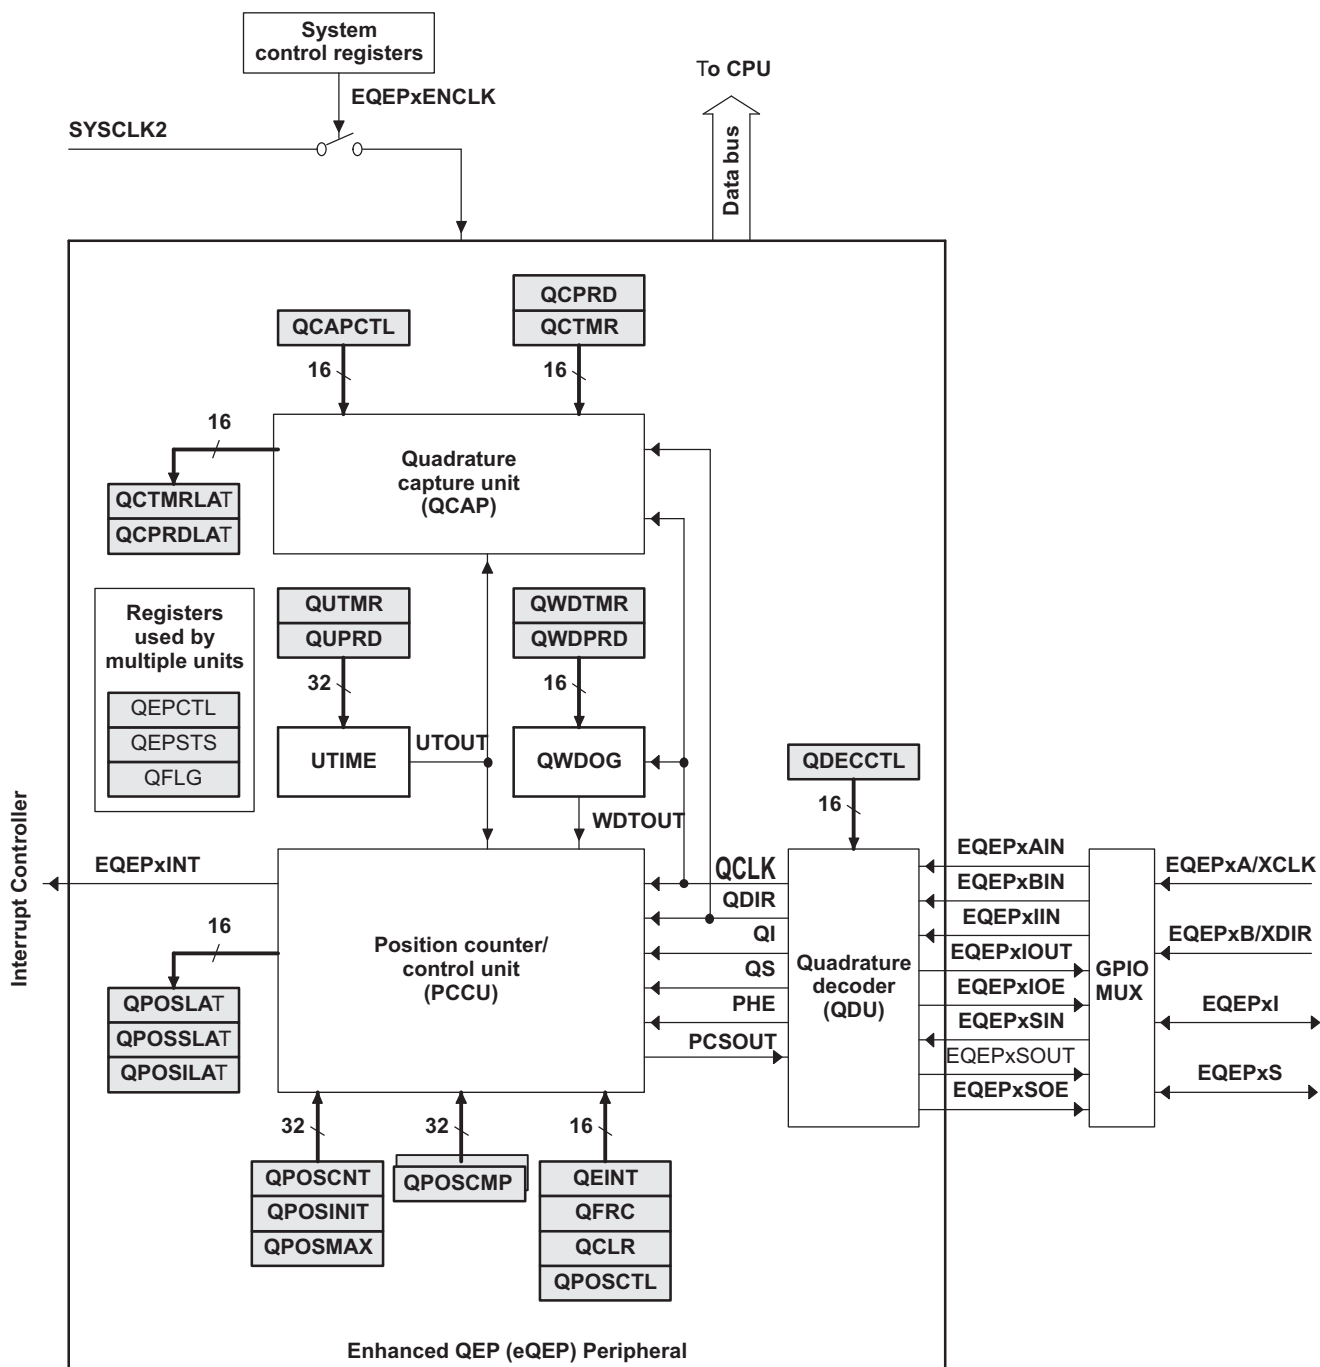 System
control registers
To CPU
EQEPxENCLK
SYSCLK2
Data bus
QCPRD
QCAPCTL
QCTMR
16
16
16
Quadrature
capture unit
(QCAP)
QCTMRLAT
QCPRDLAT
Registers
used by
multiple units
QEPCTL
QEPSTS
QFLG
QUTMR
QUPRD
QWDTMR
QWDPRD
32
16
UTIME
UTOUT
QWDOG
QDECCTL
16
WDTOUT
Interrupt Controller
EQEPxINT
16
Position counter/
control unit
(PCCU)
QCLK
QDIR
QI
QS
PHE
PCSOUT
Quadrature
decoder
(QDU)
EQEPxAIN
EQEPxBIN
EQEPxIIN
EQEPxIOUT
EQEPxIOE
EQEPxSIN
EQEPxSOUT
EQEPxSOE
GPIO
MUX
EQEPxA/XCLK
EQEPxB/XDIR
EQEPxI
EQEPxS
QPOSLAT
QPOSSLAT
QPOSILAT
32
32
16
QPOSCNT
QPOSINIT
QPOSMAX
QPOSCMP
QEINT
QFRC
QCLR
QPOSCTL
Enhanced QEP (eQEP) Peripheral